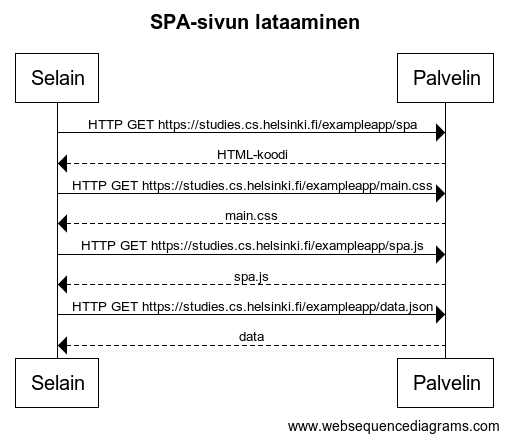 SPA-sivun lataaminen
Selain
Palvelin
HTTP GET https://studies.cs.helsinki.fi/exampleapp/spa
HTML-koodi
HTTP GET https://studies.cs.helsinki.fi/exampleapp/main.css
main.css
HTTP GET https://studies.cs.helsinki.fi/exampleapp/spa.js
spa.js
HTTP GET https://studies.cs.helsinki.fi/exampleapp/data.json
data
Selain
Palvelin
www.websequencediagrams.com